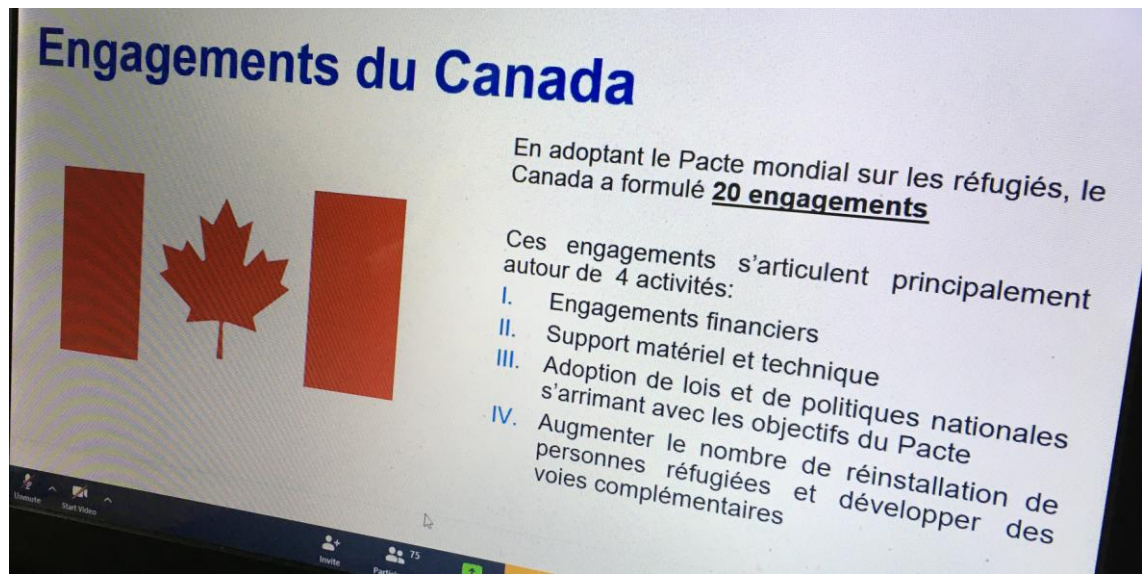 Engagements du Canada
En adoptant le Pacte mondial sur les réfugiés, le
Canada a formulé 20 engagements
Ces engagements s'articulent principalement
autour de 4 activités:
I. Engagements financiers
II. Support matériel et technique
III. Adoption de lois et de politiques nationales
s'arrimant avec les objectifs du Pacte
IV. Augmenter le nombre de réinstallation de
personnes réfugiées et développer des
voies complémentaires
Unmute
Start Video
Invite
75